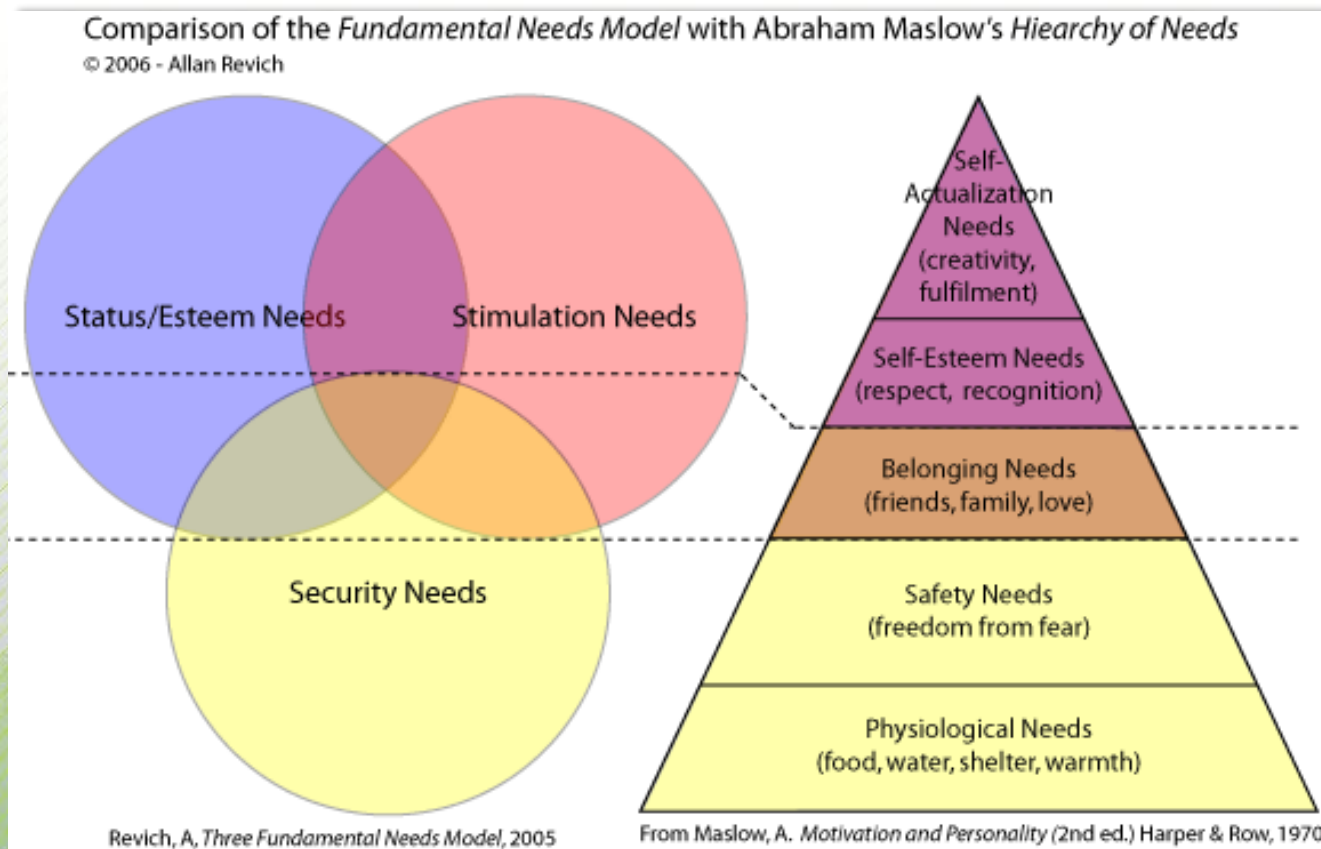 Comparison of the Fundamental Needs Model with Abraham Maslow's Hiearchy of Needs
© 2006 - Allan Revich
Status/Esteem Needs
Stimulation Needs
Security Needs
Self-
Actualization
Needs
(creativity,
fulfilment)
Self-Esteem Needs
(respect, recognition)
Belonging Needs
(friends, family, love)
Safety Needs
(freedom from fear)
Physiological Needs
(food, water, shelter, warmth)
Revich, A, Three Fundamental Needs Model, 2005
From Maslow, A. Motivation and Personality (2nd ed.) Harper & Row, 1970